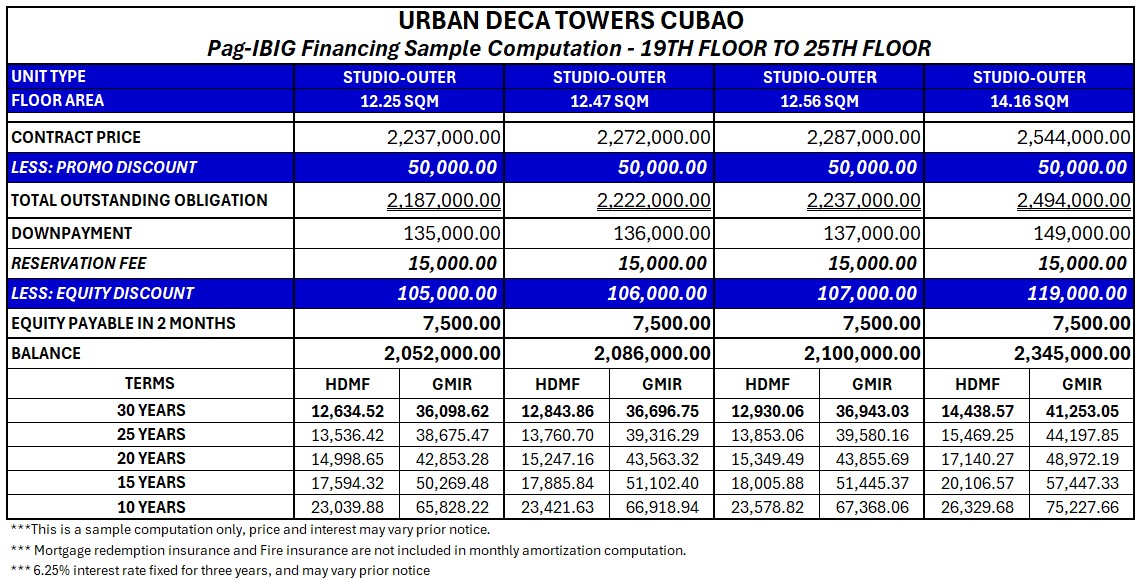 URBAN DECA TOWERS CUBAO
Pag-IBIG Financing Sample Computation - 19TH FLOOR TO 25TH FLOOR
UNIT TYPE STUDIO-OUTER STUDIO-OUTER STUDIO-OUTER STUDIO-OUTER
FLOOR AREA 12.25 SQM 12.47 SQM 12.56 SQM 14.16 SQM
CONTRACT PRICE 2,237,000.00 2,272,000.00 2,287,000.00 2,544,000.00
LESS: PROMO DISCOUNT 50,000.00 50,000.00 50,000.00 50,000.00
TOTAL OUTSTANDING OBLIGATION 2,187,000.00 2,222,000.00 2,237,000.00 2,494,000.00
DOWNPAYMENT 135,000.00 136,000.00 137,000.00 149,000.00
RESERVATION FEE 15,000.00 15,000.00 15,000.00 15,000.00
LESS: EQUITY DISCOUNT 105,000.00 106,000.00 107,000.00 119,000.00
EQUITY PAYABLE IN 2 MONTHS 7,500.00 7,500.00 7,500.00 7,500.00
BALANCE 2,052,000.00 2,086,000.00 2,100,000.00 2,345,000.00
TERMS HDMF GMIR HDMF GMIR HDMF GMIR HDMF GMIR
30 YEARS 12,634.52 36,098.62 12,843.86 36,696.75 12,930.06 36,943.03 14,438.57 41,253.05
25 YEARS 13,536.42 38,675.47 13,760.70 39,316.29 13,853.06 39,580.16 15,469.25 44,197.85
20 YEARS 14,998.65 42,853.28 15,247.16 43,563.32 15,349.49 43,855.69 17,140.27 48,972.19
15 YEARS 17,594.32 50,269.48 17,885.84 51,102.40 18,005.88 51,445.37 20,106.57 57,447.33
10 YEARS 23,039.88 65,828.22 23,421.63 66,918.94 23,578.82 67,368.06 26,329.68 75,227.66
***This is a sample computation only, price and interest may vary prior notice.
*** Mortgage redemption insurance and Fire insurance are not included in monthly amortization computation.
*** 6.25% interest rate fixed for three years, and may vary prior notice